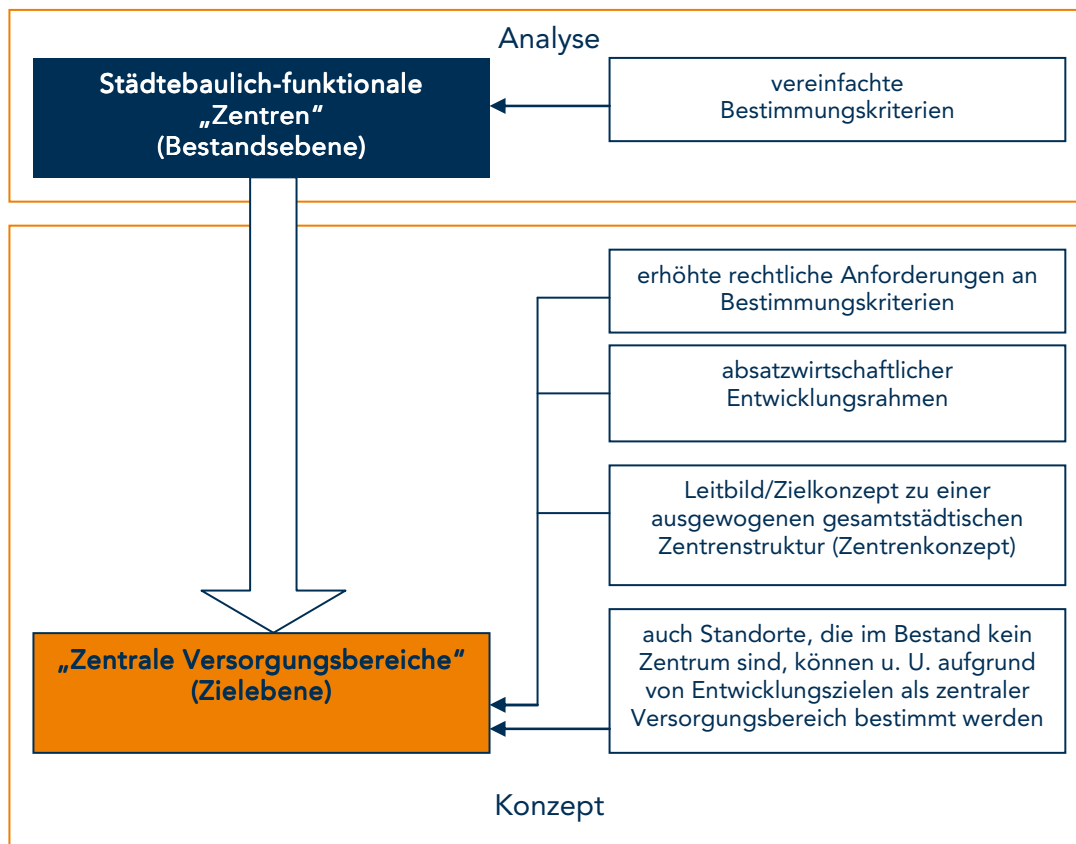 Analyse
Städtebaulich-funktionale
„Zentren“
(Bestandsebene)
vereinfachte
Bestimmungskriterien
erhöhte rechtliche Anforderungen an
Bestimmungskriterien
absatzwirtschaftlicher
Entwicklungsrahmen
Leitbild/Zielkonzept zu einer
ausgewogenen gesamtstädtischen
Zentrenstruktur (Zentrenkonzept)
auch Standorte, die im Bestand kein
Zentrum sind, können u. U. aufgrund
von Entwicklungszielen als zentraler
Versorgungsbereich bestimmt werden
„Zentrale Versorgungsbereiche“
(Zielebene)
Konzept